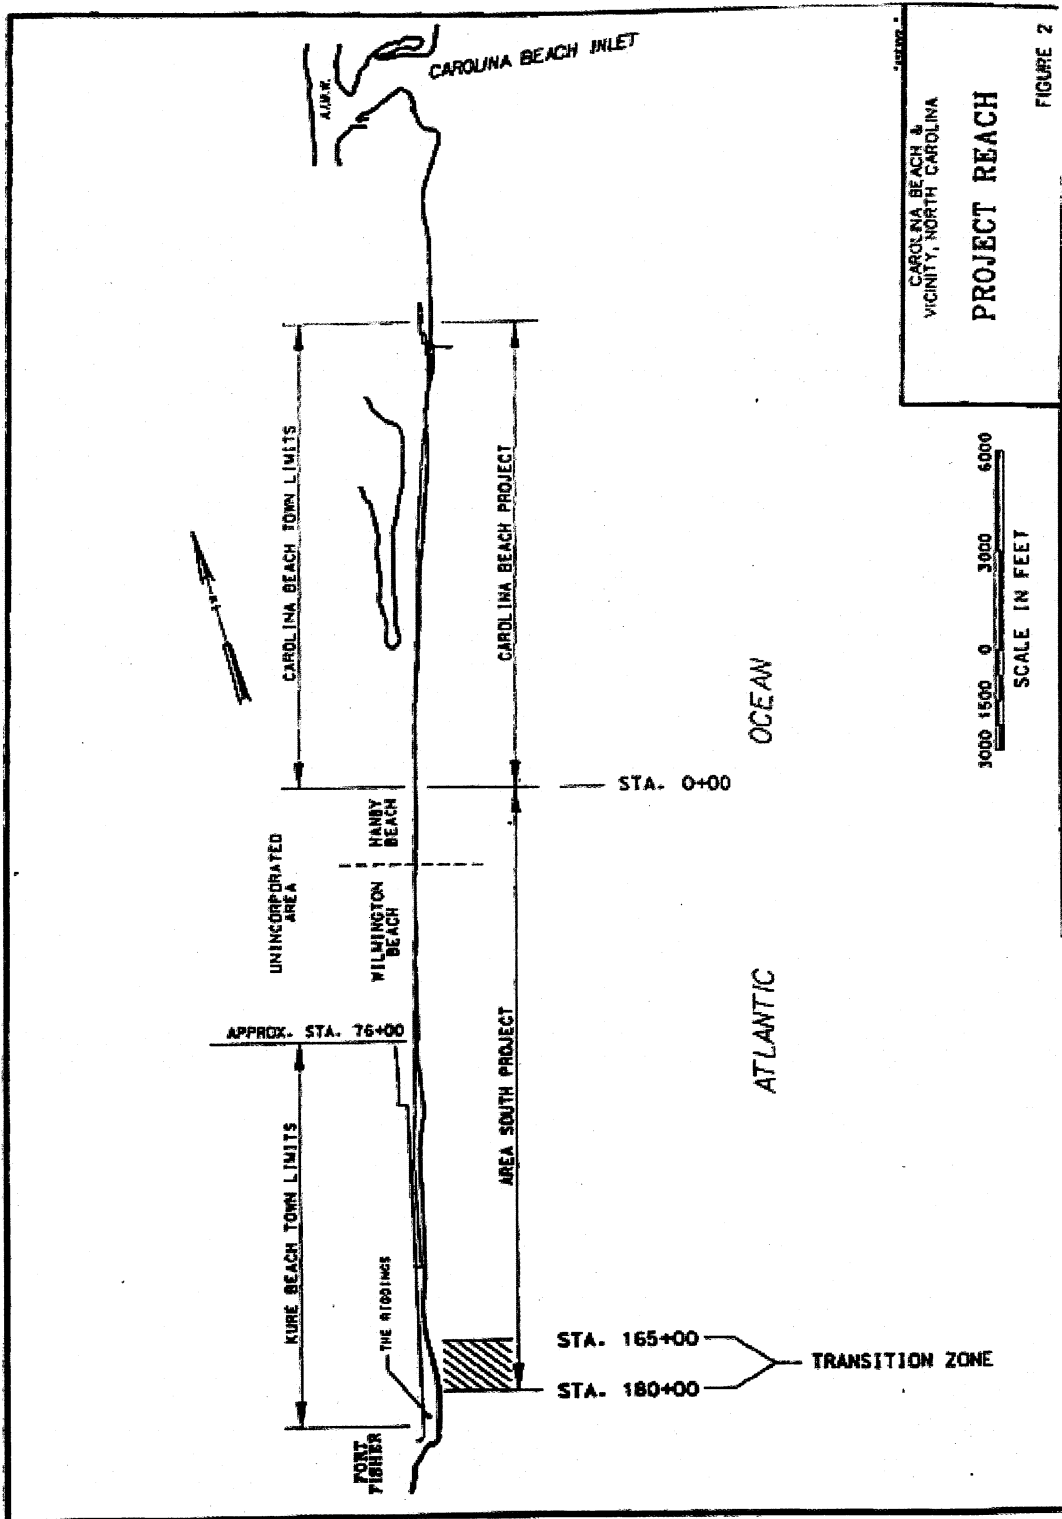 CAROLINA BEACH INLET
A.I.W.W.
CAROLINA BEACH &
VICINITY, NORTH CAROLINA
PROJECT REACH
FIGURE 2
CAROLINA BEACH TOWN LIMITS
CAROLINA BEACH PROJECT
3000 1500 0 3000 6000
SCALE IN FEET
OCEAN
STA. 0+00
HANBY
BEACH
UNINCORPORATED
AREA
WILMINGTON
BEACH
ATLANTIC
APPROX. STA. 76+00
AREA SOUTH PROJECT
KURE BEACH TOWN LIMITS
THE RIDDINGS
STA. 165+00
TRANSITION ZONE
STA. 180+00
FORT
FISHER